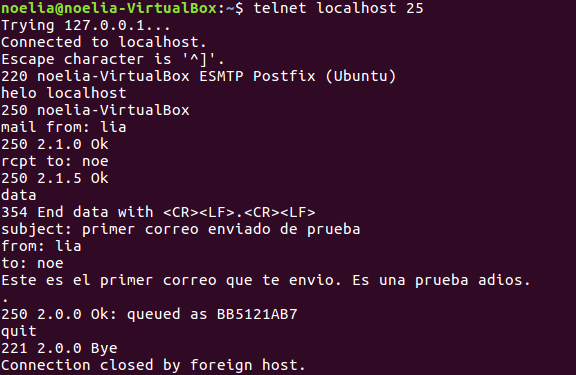 noelia@noelia-VirtualBox:~$ telnet localhost 25
Trying 127.0.0.1...
Connected to localhost.
Escape character is '^]'.
220 noelia-VirtualBox ESMTP Postfix (Ubuntu)
helo localhost
250 noelia-VirtualBox
mail from: lia
250 2.1.0 Ok
rcpt to: noe
250 2.1.5 Ok
data
354 End data with <CR><LF>.<CR><LF>
subject: primer correo enviado de prueba
from: lia
to: noe
Este es el primer correo que te envio. Es una prueba adios.
.
250 2.0.0 Ok: queued as BB5121AB7
quit
221 2.0.0 Bye
Connection closed by foreign host.